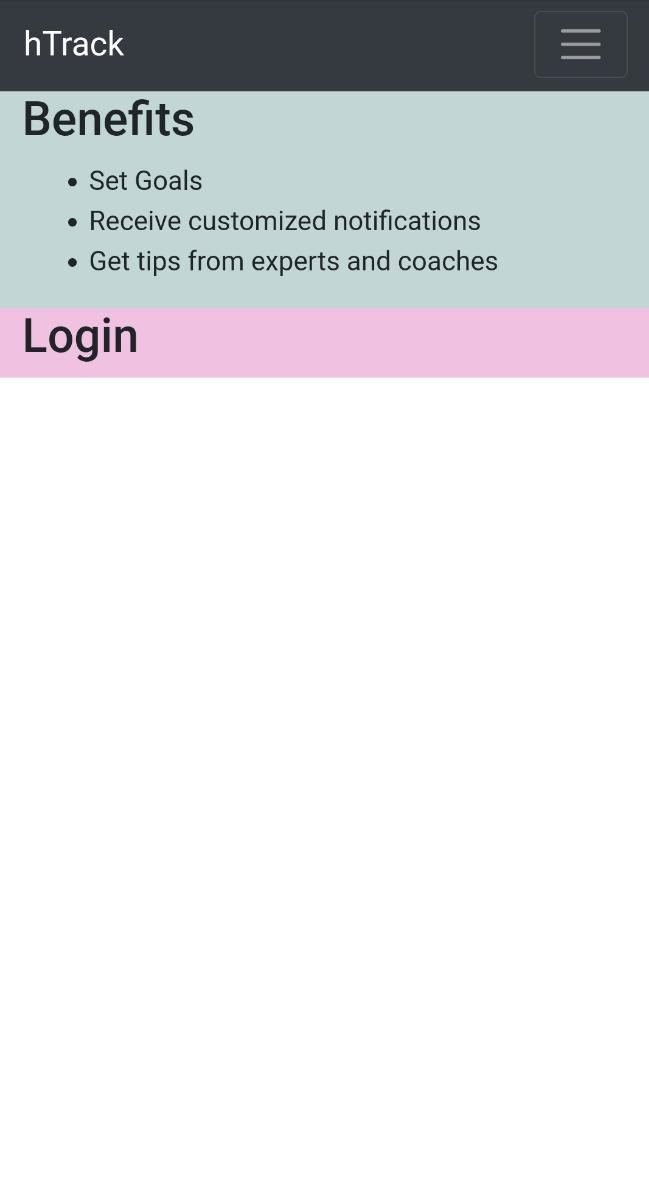 hTrack
Benefits
Set Goals
Receive customized notifications
Get tips from experts and coaches
Login